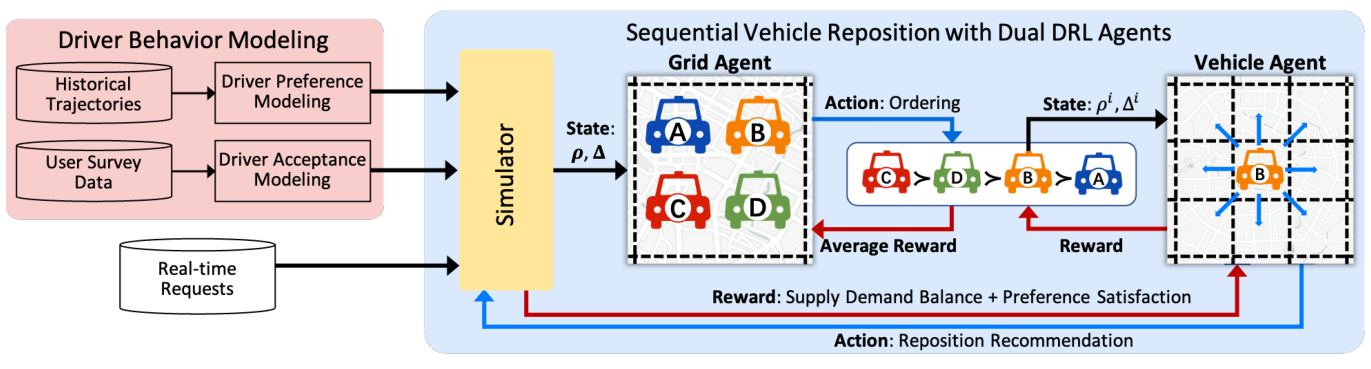 Driver Behavior Modeling
Historical
Trajectories
Driver Preference
Modeling
User Survey
Data
Driver Acceptance
Modeling
Real-time
Requests
Sequential Vehicle Reposition with Dual DRL Agents
Simulator
State:
ρ, Δ
Grid Agent
A
B
C
D
Action: Ordering
C ≻ D ≻ B ≻ A
Average Reward
State: ρⁱ, Δⁱ
Reward
Vehicle Agent
B
Reward: Supply Demand Balance + Preference Satisfaction
Action: Reposition Recommendation